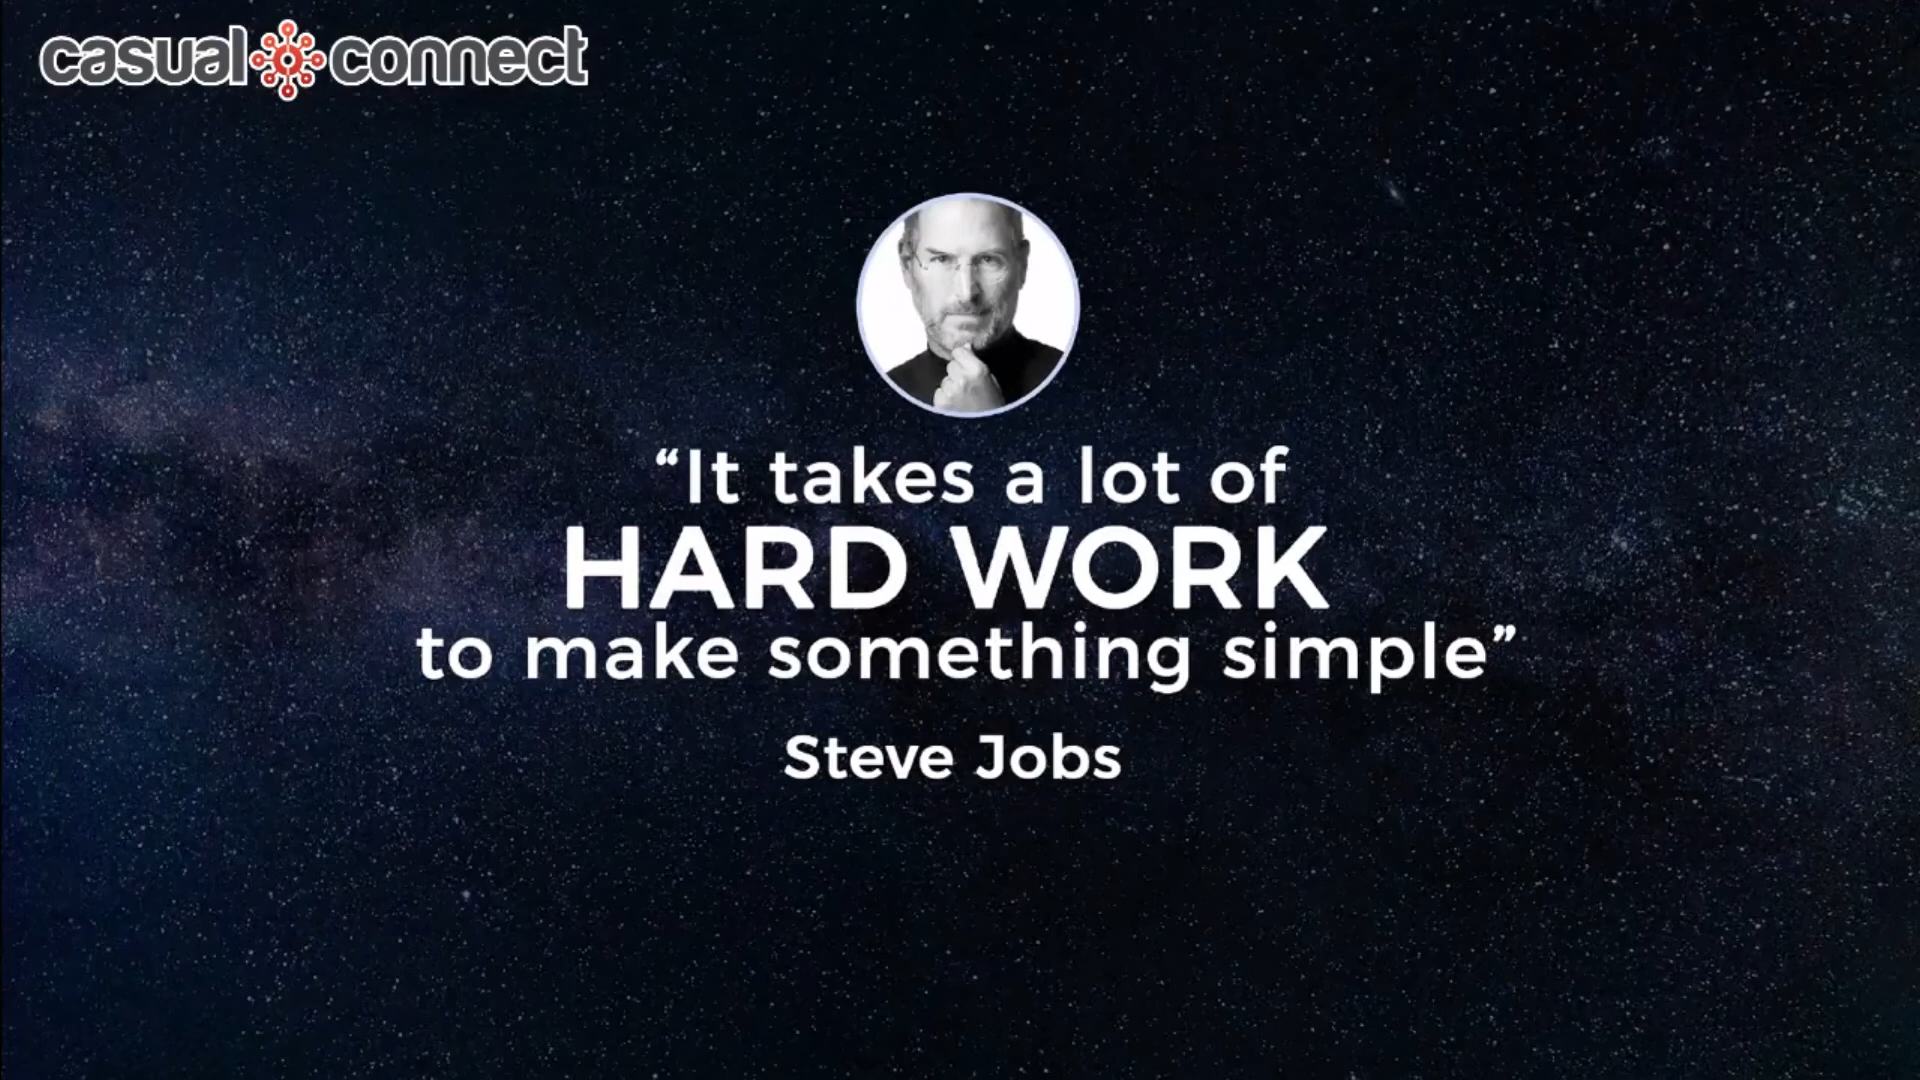 casual connect
“It takes a lot of
HARD WORK
to make something simple”
Steve Jobs